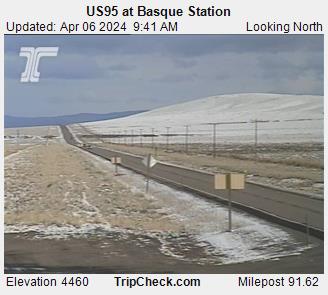 US95 at Basque Station
Updated: Apr 06 2024 9:41 AM Looking North
Elevation 4460 TripCheck.com Milepost 91.62